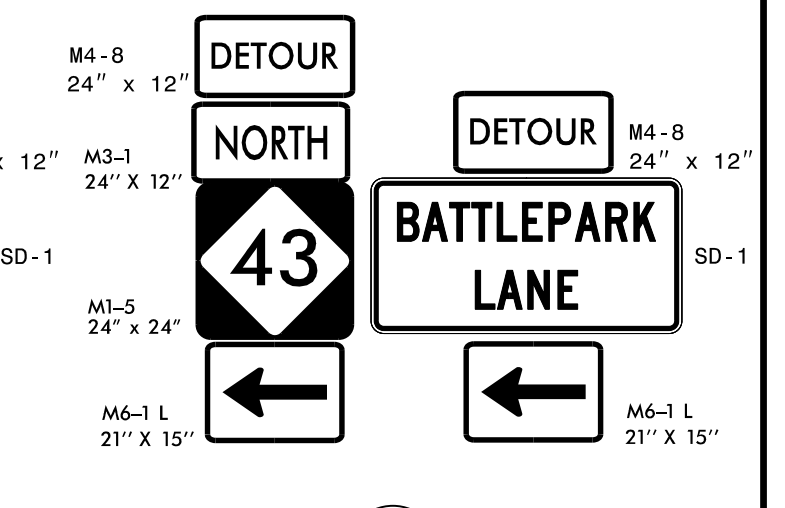 M4-8
24" x 12"
DETOUR
x 12"
M3-1
24'' X 12''
NORTH
SD-1
43
M1-5
24" x 24"
M6-1 L
21'' X 15''
DETOUR
M4-8
24" x 12"
BATTLEPARK
LANE
SD-1
M6-1 L
21'' X 15''